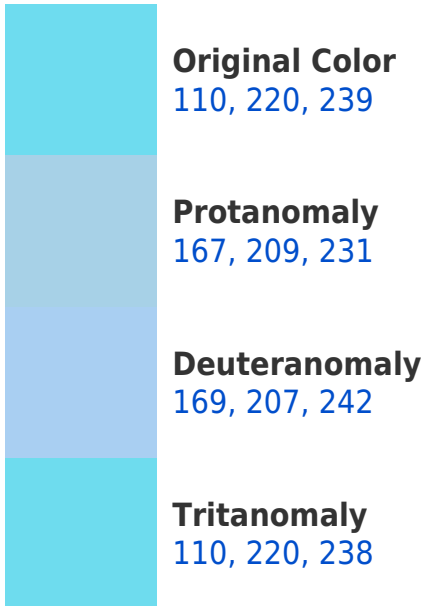 Original Color
110, 220, 239
Protanomaly
167, 209, 231
Deuteranomaly
169, 207, 242
Tritanomaly
110, 220, 238